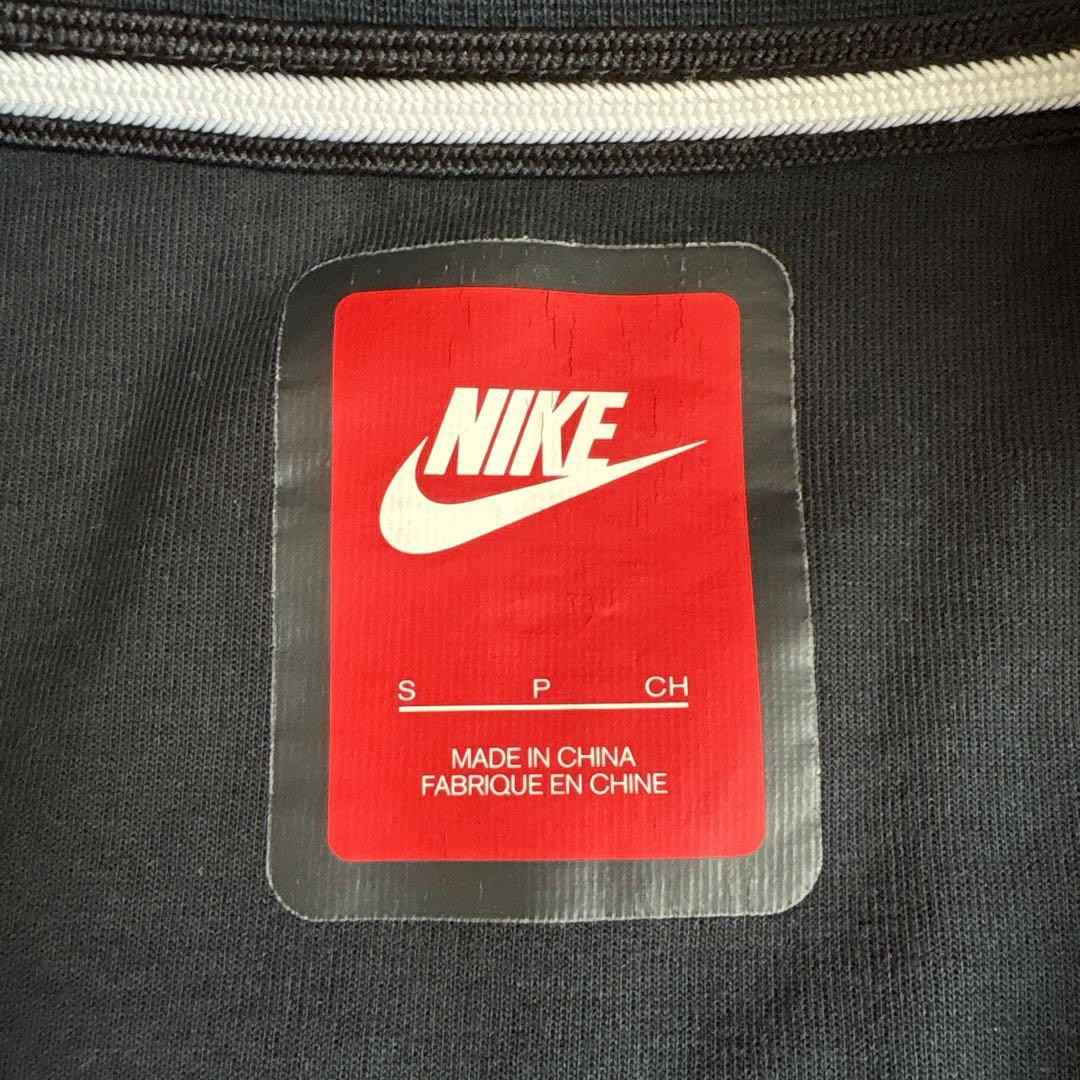 NIKE
S P CH
MADE IN CHINA
FABRIQUE EN CHINE